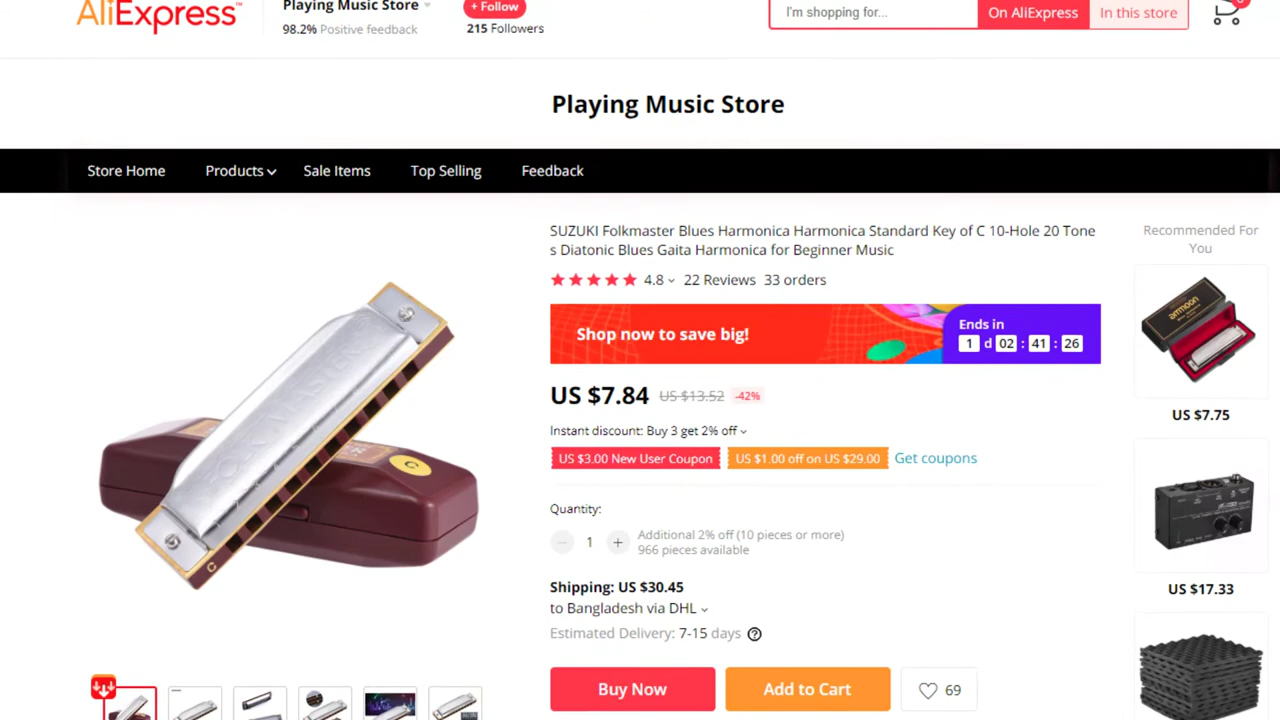 AliExpress™
Playing Music Store
98.2% Positive feedback
+ Follow
215 Followers
I'm shopping for...
On AliExpress
In this store
Playing Music Store
Store Home
Products
Sale Items
Top Selling
Feedback
SUZUKI Folkmaster Blues Harmonica Harmonica Standard Key of C 10-Hole 20 Tone
s Diatonic Blues Gaita Harmonica for Beginner Music
4.8 22 Reviews 33 orders
Shop now to save big!
Ends in
1 d 02 : 41 : 26
US $7.84 US $13.52 -42%
Instant discount: Buy 3 get 2% off
US $3.00 New User Coupon
US $1.00 off on US $29.00
Get coupons
Quantity:
1
Additional 2% off (10 pieces or more)
966 pieces available
Shipping: US $30.45
to Bangladesh via DHL
Estimated Delivery: 7-15 days
Buy Now
Add to Cart
69
FOLK MASTER
C
C
Recommended For
You
ammoon
US $7.75
US $17.33